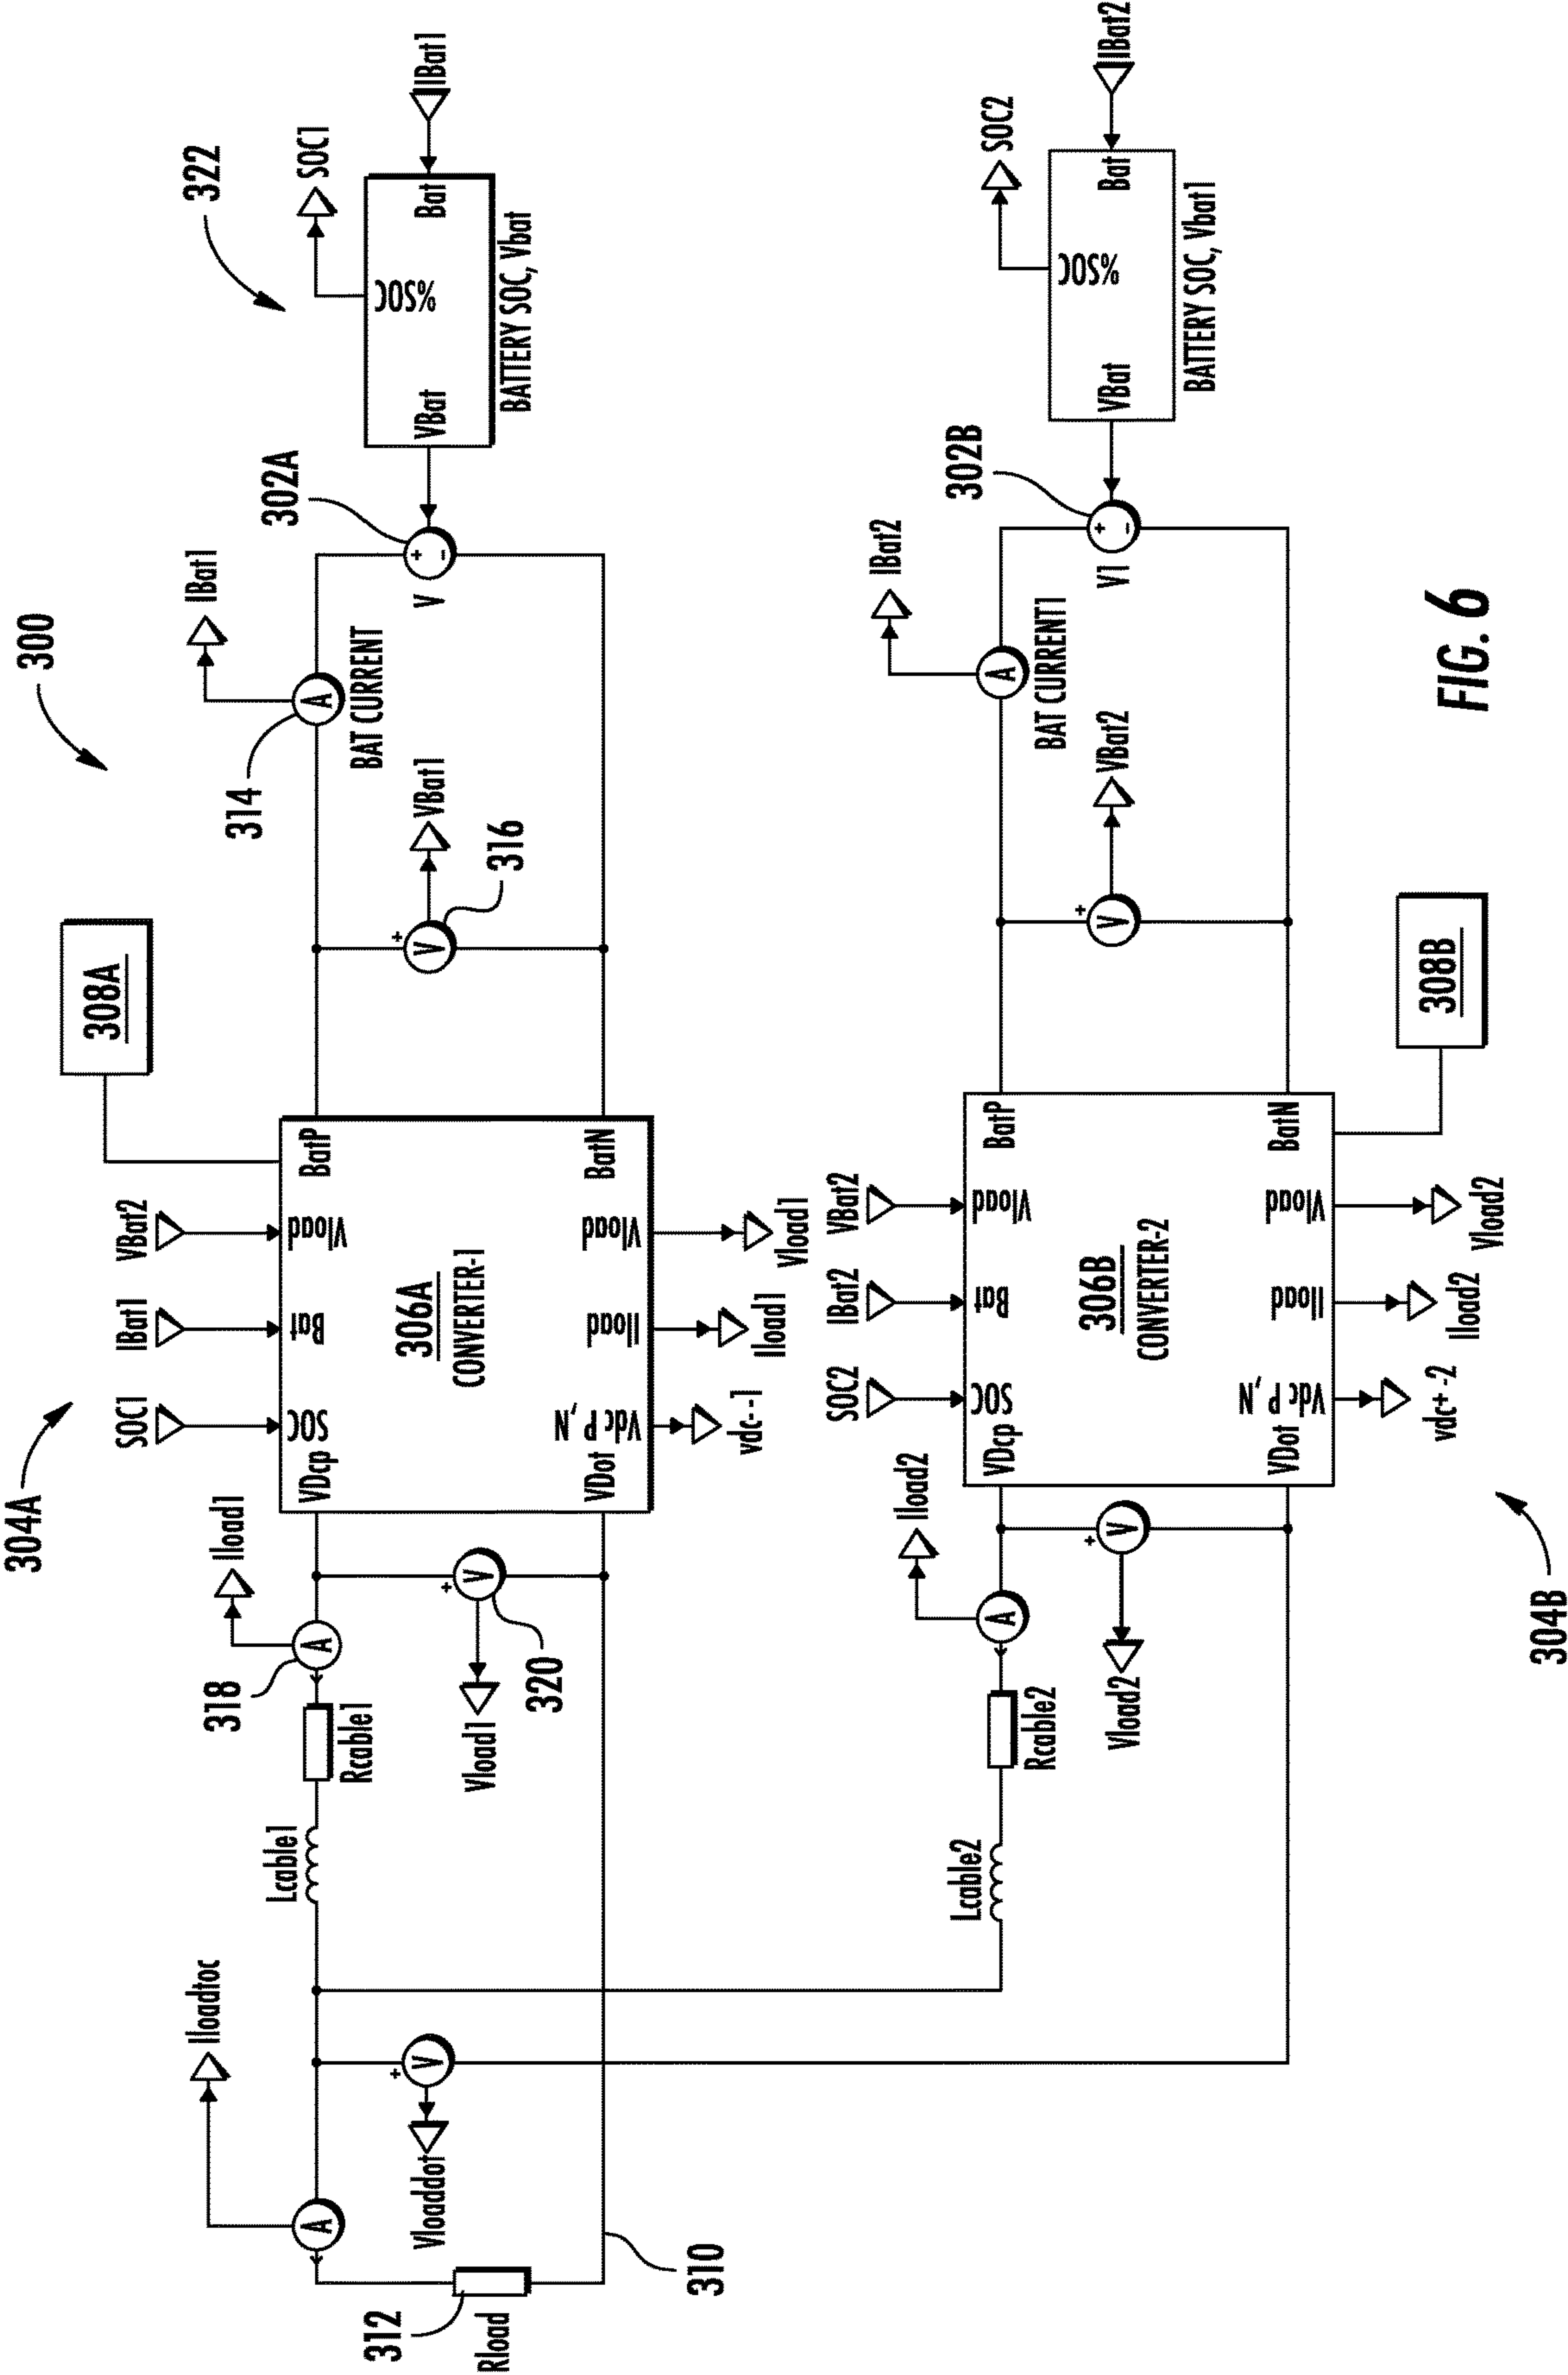 304A
300
308A
SOC1
IBat1
VBat2
322
Iloadtoc
Iload1
IBat1
318
314
302A
SOC1
Lcable1
VDcp
SOC
Bat
Vload
BatP
A
A
A
Rcable1
BAT CURRENT
312
Vloaddot
V
306A
CONVERTER-1
V
VBat1
V
VBat
%SOC
Bat
IIBat1
Rload
Vload1
V
320
316
BATTERY SOC, Vbat
VDot
Vdc P, N
Iload
Vload
BatN
310
vdc--1
Iload1
Vload1
SOC2
IBat2
VBat2
Iload2
IBat2
302B
SOC2
Lcable2
VDcp
SOC
Bat
Vload
BatP
A
A
Rcable2
BAT CURRENT1
306B
CONVERTER-2
Vload2
V
V
VBat2
V1
VBat
%SOC
Bat
IIBat2
BATTERY SOC, Vbat1
VDot
Vdc P, N
Iload
Vload
BatN
vdc+-2
Iload2
Vload2
308B
304B
FIG. 6